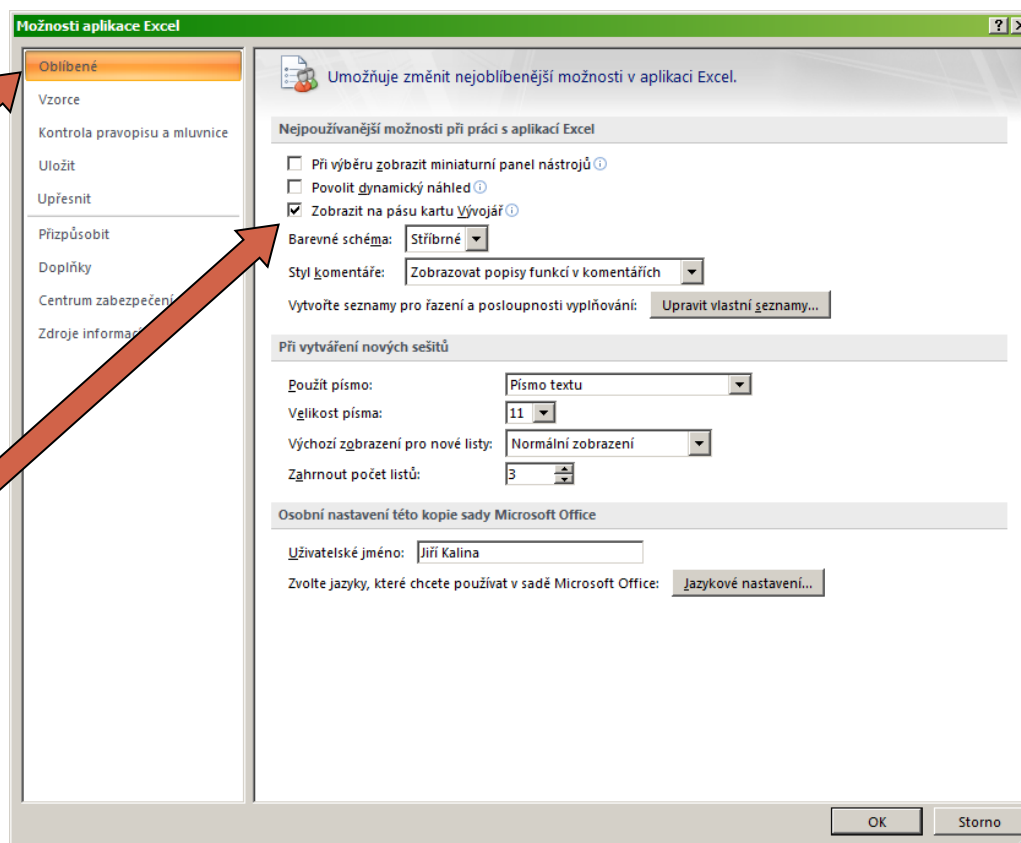 Možnosti aplikace Excel
Oblíbené
Vzorce
Kontrola pravopisu a mluvnice
Uložit
Upřesnit
Přizpůsobit
Doplňky
Centrum zabezpečení
Zdroje informací
Umožňuje změnit nejoblíbenější možnosti v aplikaci Excel.
Nejpoužívanější možnosti při práci s aplikací Excel
Při výběru zobrazit miniaturní panel nástrojů
Povolit dynamický náhled
Zobrazit na pásu kartu Vývojář
Barevné schéma: Stříbrné
Styl komentáře: Zobrazovat popisy funkcí v komentářích
Vytvořte seznamy pro řazení a posloupnosti vyplňování: Upravit vlastní seznamy...
Při vytváření nových sešitů
Použít písmo: Písmo textu
Velikost písma: 11
Výchozí zobrazení pro nové listy: Normální zobrazení
Zahrnout počet listů: 3
Osobní nastavení této kopie sady Microsoft Office
Uživatelské jméno: Jiří Kalina
Zvolte jazyky, které chcete používat v sadě Microsoft Office: Jazykové nastavení...
OK Storno